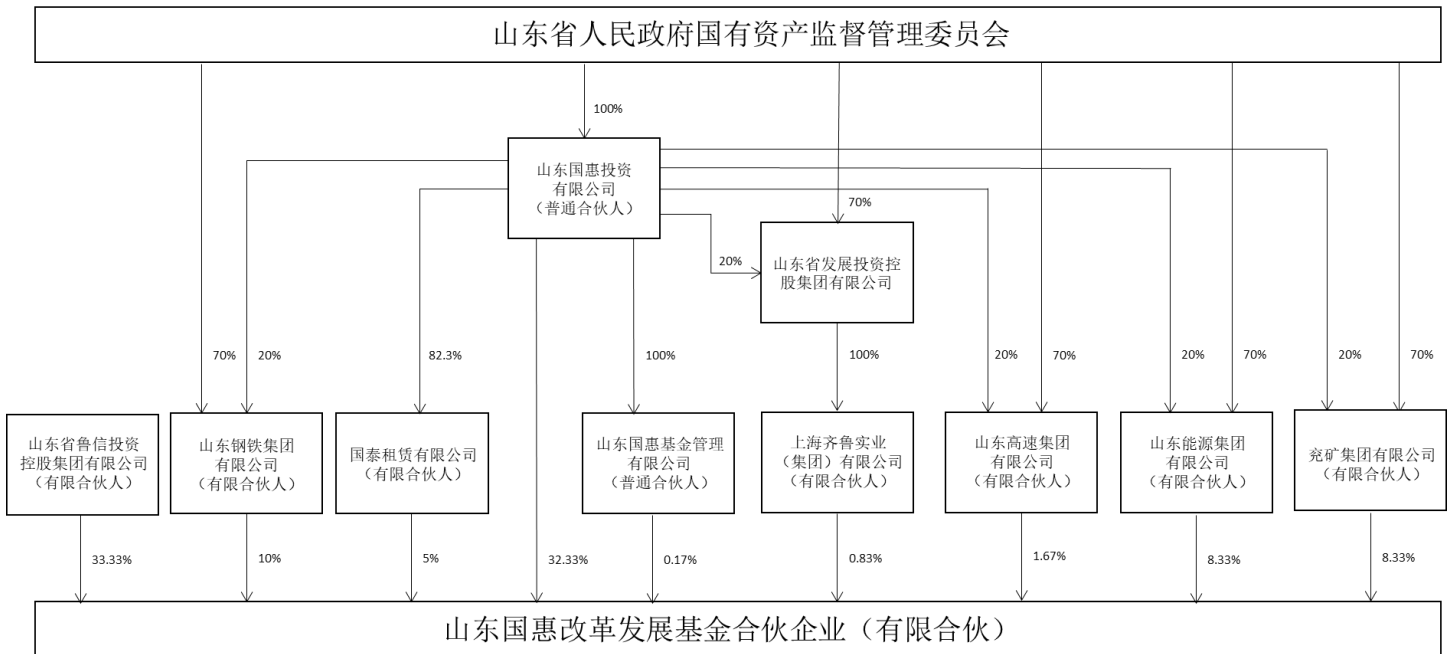 山东省人民政府国有资产监督管理委员会
100%
山东国惠投资
有限公司
（普通合伙人）
70%
20%
山东省发展投资控
股集团有限公司
70%
20%
82.3%
100%
100%
20%
70%
20%
70%
20%
70%
山东省鲁信投资
控股集团有限公司
（有限合伙人）
山东钢铁集团
有限公司
（有限合伙人）
国泰租赁有限公司
（有限合伙人）
山东国惠基金管理
有限公司
（普通合伙人）
上海齐鲁实业
（集团）有限公司
（有限合伙人）
山东高速集团
有限公司
（有限合伙人）
山东能源集团
有限公司
（有限合伙人）
兖矿集团有限公司
（有限合伙人）
33.33%
10%
5%
32.33%
0.17%
0.83%
1.67%
8.33%
8.33%
山东国惠改革发展基金合伙企业（有限合伙）